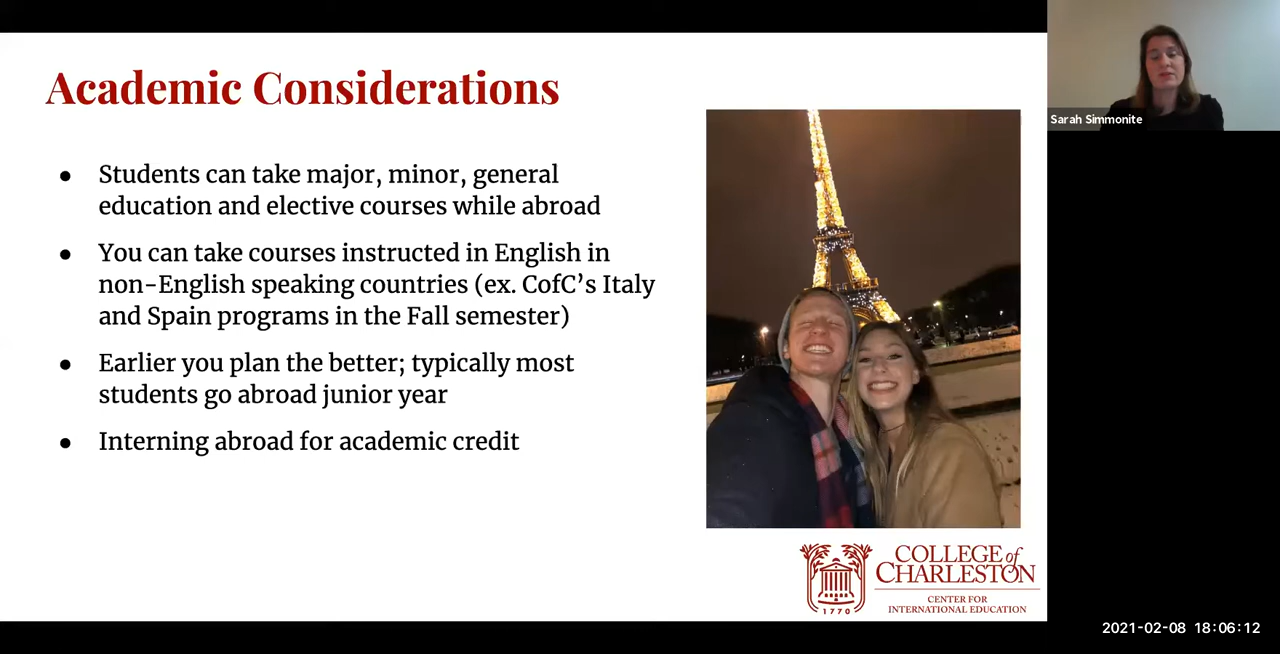 Academic Considerations
● Students can take major, minor, general
education and elective courses while abroad
● You can take courses instructed in English in
non-English speaking countries (ex. CofC's Italy
and Spain programs in the Fall semester)
● Earlier you plan the better; typically most
students go abroad junior year
● Interning abroad for academic credit
Sarah Simmonite
1770
COLLEGE of
CHARLESTON
CENTER FOR
INTERNATIONAL EDUCATION
2021-02-08 18:06:12